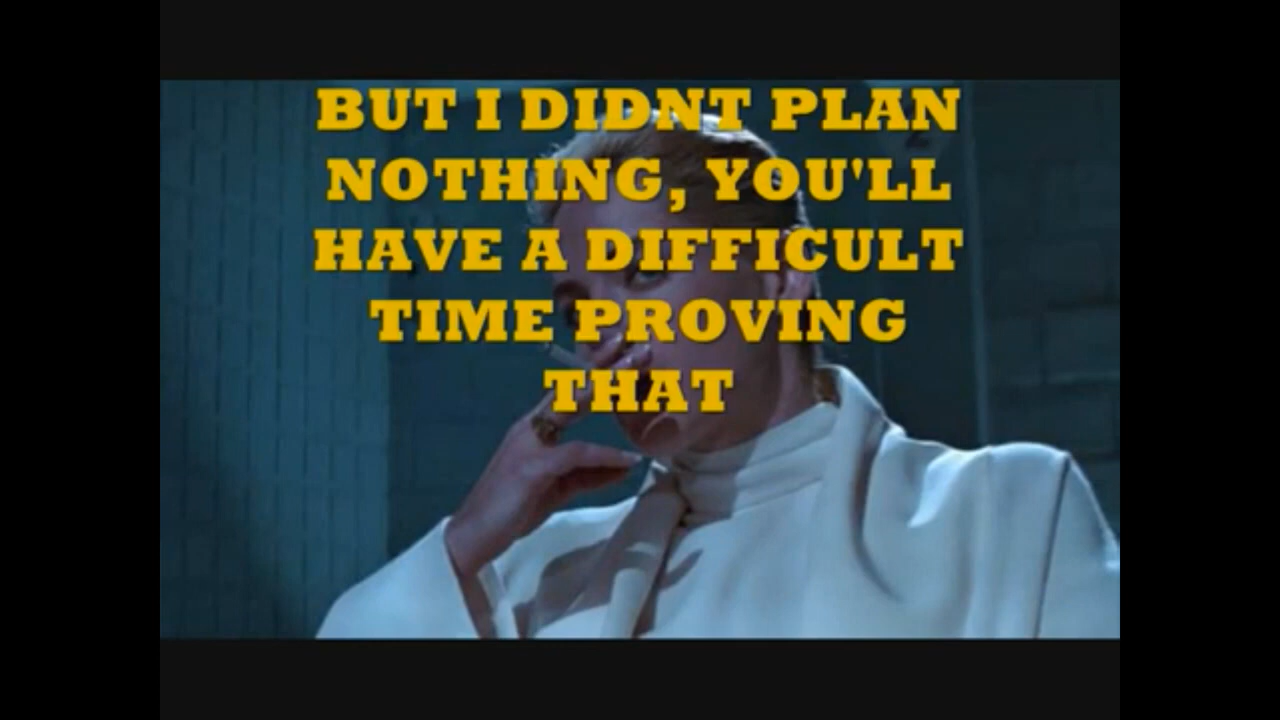 BUT I DIDNT PLAN
NOTHING, YOU'LL
HAVE A DIFFICULT
TIME PROVING
THAT